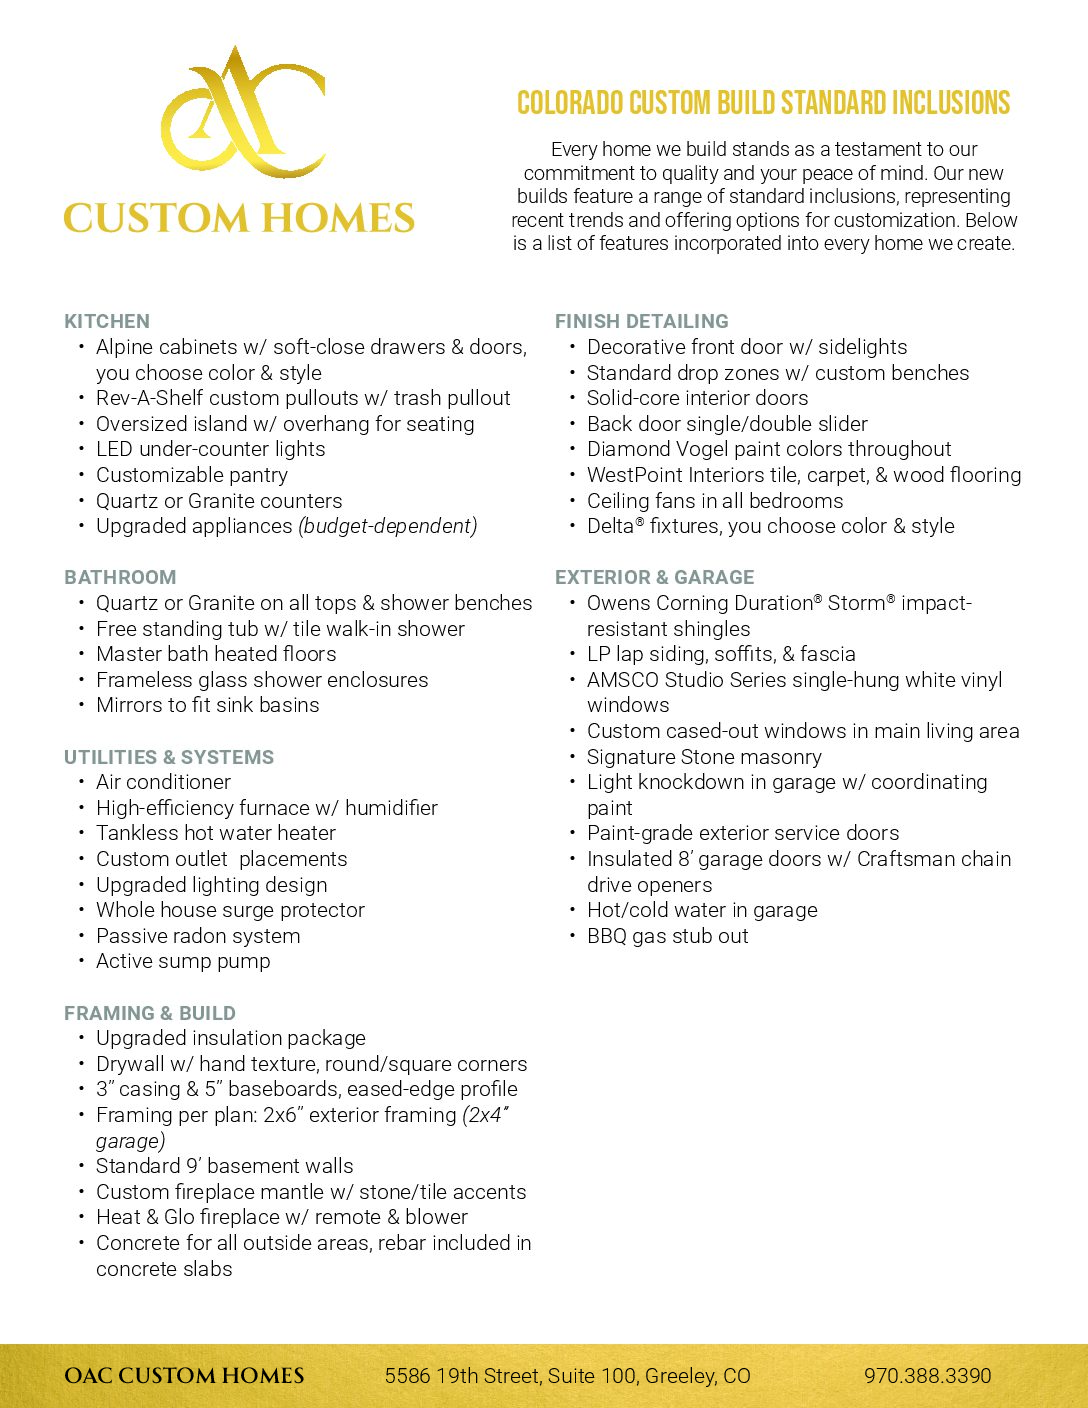 OAC
CUSTOM HOMES
COLORADO CUSTOM BUILD STANDARD INCLUSIONS
Every home we build stands as a testament to our
commitment to quality and your peace of mind. Our new
builds feature a range of standard inclusions, representing
recent trends and offering options for customization. Below
is a list of features incorporated into every home we create.
KITCHEN
• Alpine cabinets w/ soft-close drawers & doors,
you choose color & style
• Rev-A-Shelf custom pullouts w/ trash pullout
• Oversized island w/ overhang for seating
• LED under-counter lights
• Customizable pantry
• Quartz or Granite counters
• Upgraded appliances (budget-dependent)
BATHROOM
• Quartz or Granite on all tops & shower benches
• Free standing tub w/ tile walk-in shower
• Master bath heated floors
• Frameless glass shower enclosures
• Mirrors to fit sink basins
UTILITIES & SYSTEMS
• Air conditioner
• High-efficiency furnace w/ humidifier
• Tankless hot water heater
• Custom outlet  placements
• Upgraded lighting design
• Whole house surge protector
• Passive radon system
• Active sump pump
FRAMING & BUILD
• Upgraded insulation package
• Drywall w/ hand texture, round/square corners
• 3” casing & 5” baseboards, eased-edge profile
• Framing per plan: 2x6” exterior framing (2x4”
garage)
• Standard 9’ basement walls
• Custom fireplace mantle w/ stone/tile accents
• Heat & Glo fireplace w/ remote & blower
• Concrete for all outside areas, rebar included in
concrete slabs
FINISH DETAILING
• Decorative front door w/ sidelights
• Standard drop zones w/ custom benches
• Solid-core interior doors
• Back door single/double slider
• Diamond Vogel paint colors throughout
• WestPoint Interiors tile, carpet, & wood flooring
• Ceiling fans in all bedrooms
• Delta® fixtures, you choose color & style
EXTERIOR & GARAGE
• Owens Corning Duration® Storm® impact-
resistant shingles
• LP lap siding, soffits, & fascia
• AMSCO Studio Series single-hung white vinyl
windows
• Custom cased-out windows in main living area
• Signature Stone masonry
• Light knockdown in garage w/ coordinating
paint
• Paint-grade exterior service doors
• Insulated 8’ garage doors w/ Craftsman chain
drive openers
• Hot/cold water in garage
• BBQ gas stub out
OAC CUSTOM HOMES 5586 19th Street, Suite 100, Greeley, CO 970.388.3390